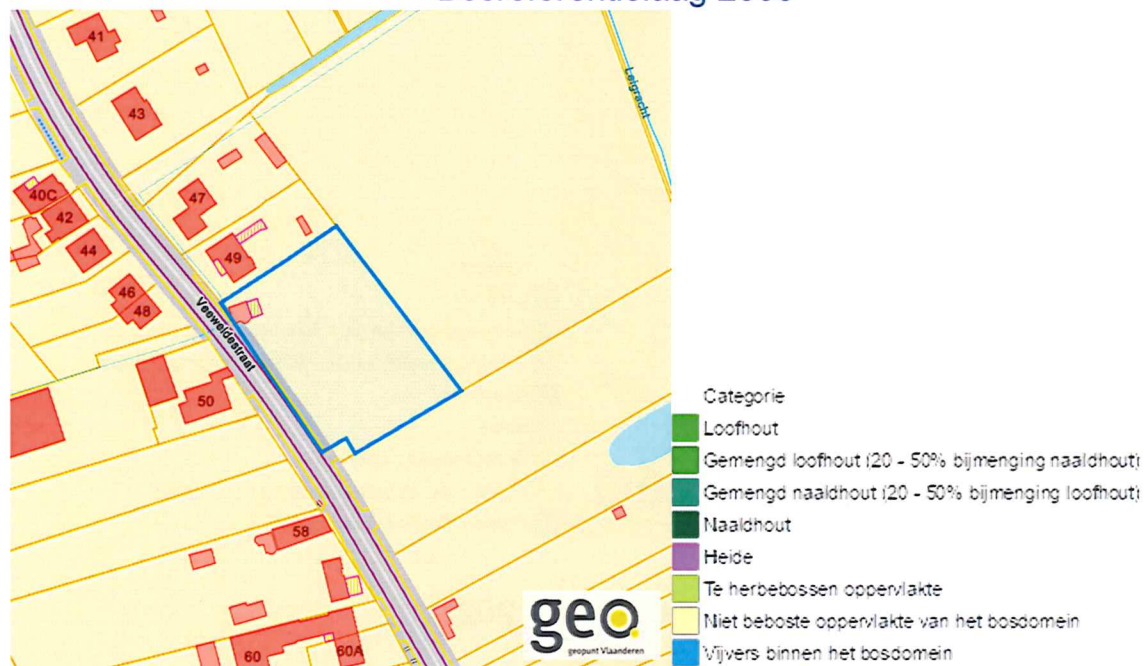 41
43
Leigracht
40C
42
47
44
49
46
48
Veeweidestraat
50
58
60
60A
geo
geopunt Vlaanderen
Categorie
Loofhout
Gemengd loofhout (20 - 50% bijmenging naaldhout)
Gemengd naaldhout (20 - 50% bijmenging loofhout)
Naaldhout
Heide
Te herbebossen oppervlakte
Niet beboste oppervlakte van het bosdomein
Vijvers binnen het bosdomein